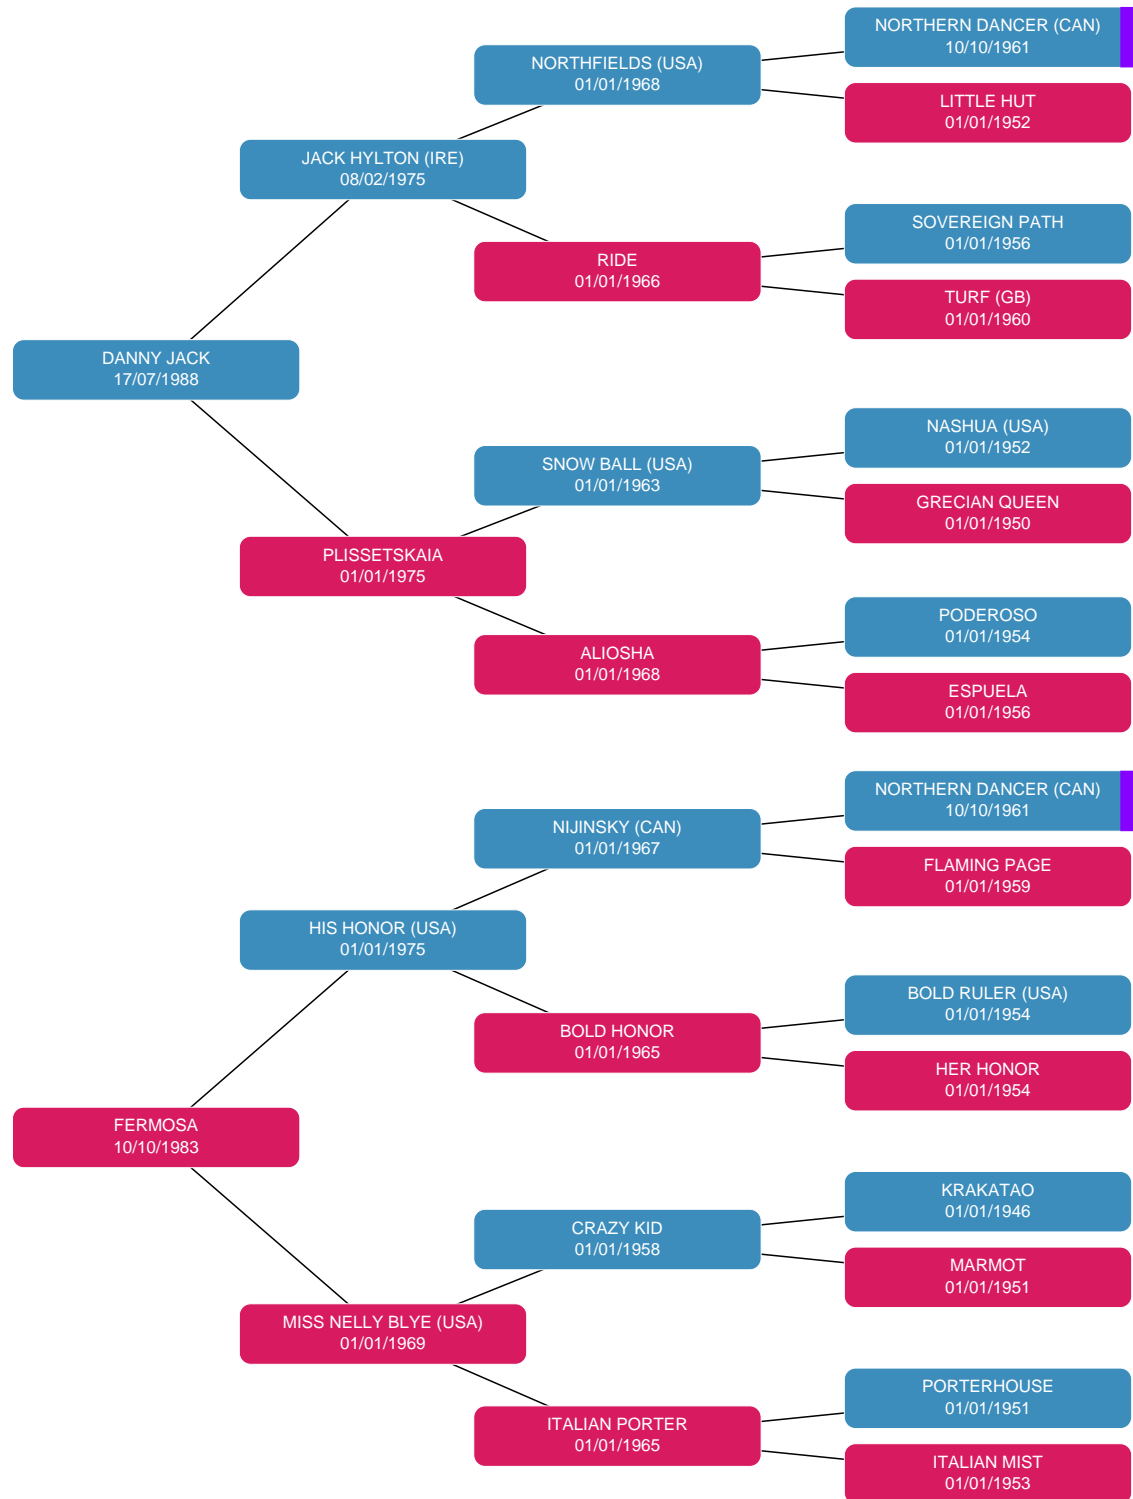 NORTHERN DANCER (CAN)
10/10/1961
NORTHFIELDS (USA)
01/01/1968
LITTLE HUT
01/01/1952
JACK HYLTON (IRE)
08/02/1975
SOVEREIGN PATH
01/01/1956
RIDE
01/01/1966
TURF (GB)
01/01/1960
DANNY JACK
17/07/1988
NASHUA (USA)
01/01/1952
SNOW BALL (USA)
01/01/1963
GRECIAN QUEEN
01/01/1950
PLISSETSKAIA
01/01/1975
PODEROSO
01/01/1954
ALIOSHA
01/01/1968
ESPUELA
01/01/1956
NORTHERN DANCER (CAN)
10/10/1961
NIJINSKY (CAN)
01/01/1967
FLAMING PAGE
01/01/1959
HIS HONOR (USA)
01/01/1975
BOLD RULER (USA)
01/01/1954
BOLD HONOR
01/01/1965
HER HONOR
01/01/1954
FERMOSA
10/10/1983
KRAKATAO
01/01/1946
CRAZY KID
01/01/1958
MARMOT
01/01/1951
MISS NELLY BLYE (USA)
01/01/1969
PORTERHOUSE
01/01/1951
ITALIAN PORTER
01/01/1965
ITALIAN MIST
01/01/1953